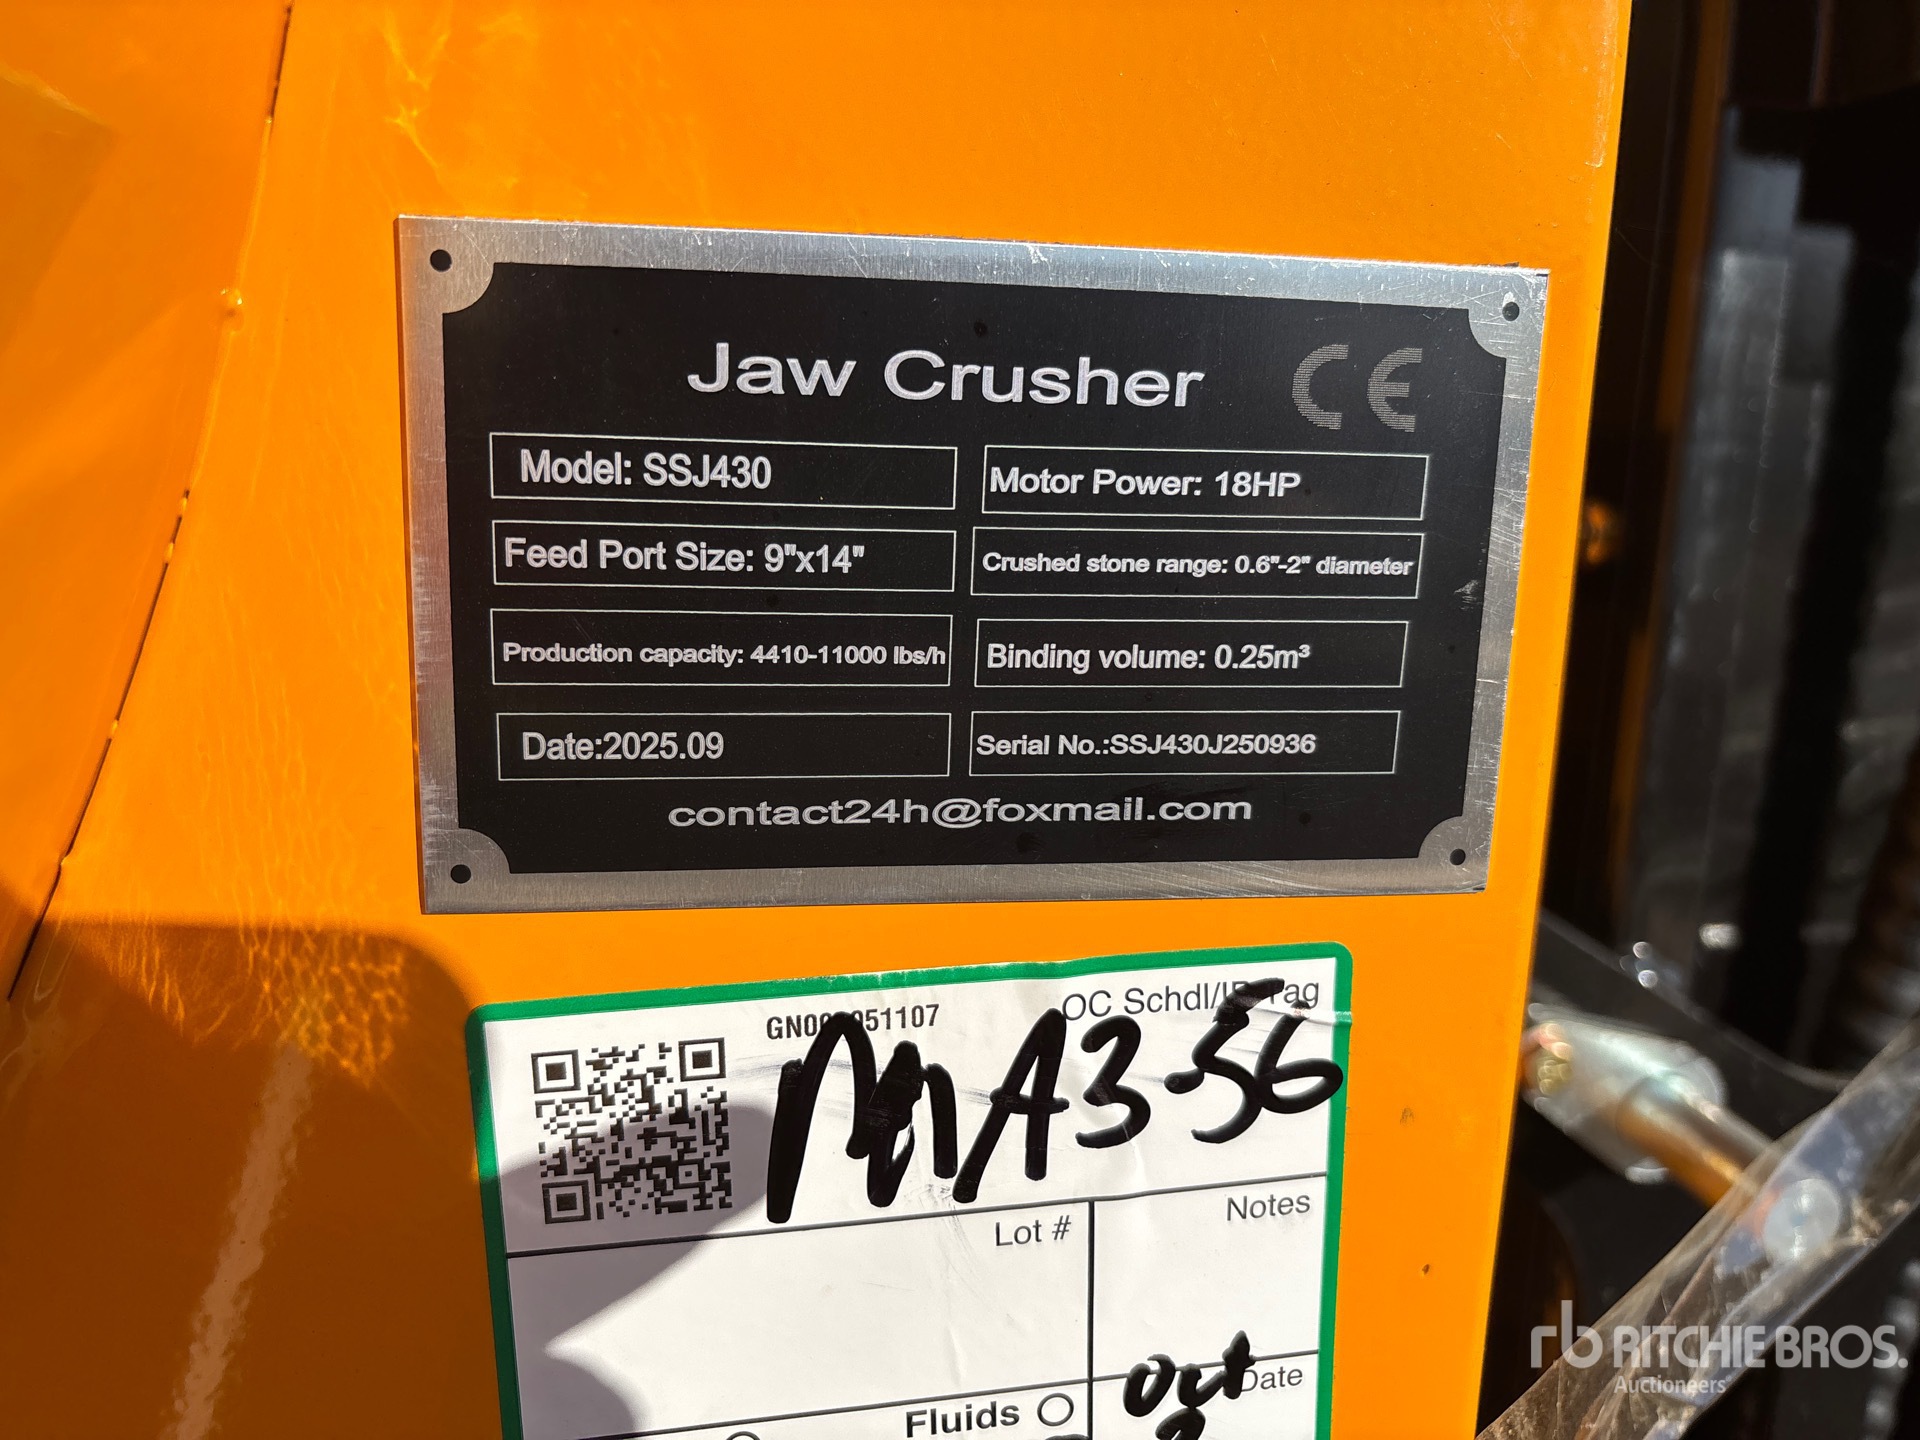 Jaw Crusher CE
Model: SSJ430
Motor Power: 18HP
Feed Port Size: 9"x14"
Crushed stone range: 0.6"-2" diameter
Production capacity: 4410-11000 lbs/h
Binding volume: 0.25m³
Date:2025.09
Serial No.:SSJ430J250936
contact24h@foxmail.com
OC Schdl/ Tag
MA3-56
Lot #
Notes
Oct
Date
Fluids
rb RITCHIE BROS.
Auctioneers